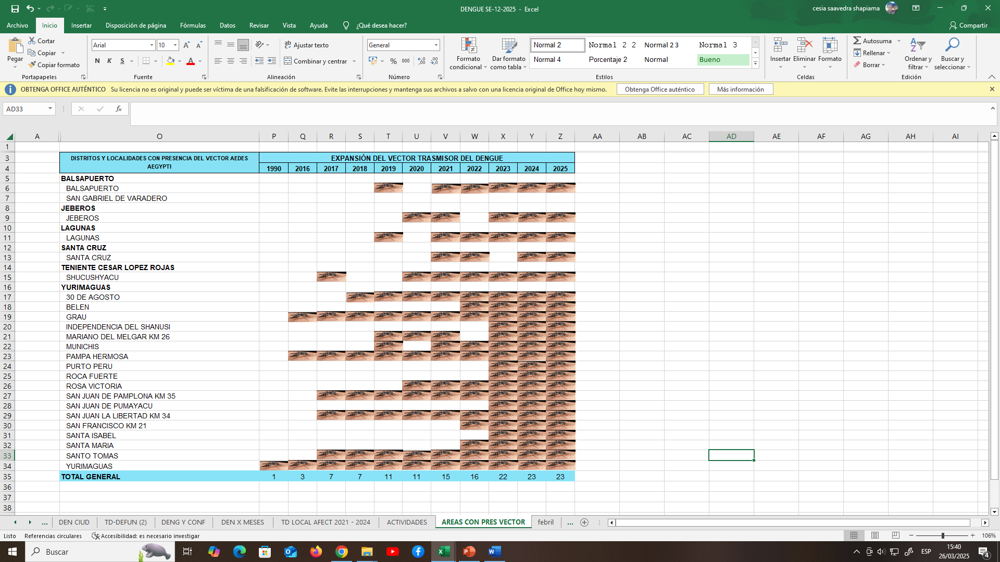 DENGUE SE-12-2025 - Excel
cesia saavedra shapiama
Archivo Inicio Insertar Disposición de página Fórmulas Datos Revisar Vista Ayuda ¿Qué desea hacer? Compartir
Pegar
Cortar
Copiar
Copiar formato
Portapapeles
Arial 10
N K S
Fuente
Ajustar texto
Combinar y centrar
Alineación
General
% 000
Número
Formato condicional
Dar formato como tabla
Normal 2 Normal 2 2 Normal 2 3 Normal 3
Normal 4 Porcentaje 2 Normal Bueno
Estilos
Insertar Eliminar Formato
Celdas
Autosuma
Rellenar
Borrar
Ordenar y filtrar
Buscar y seleccionar
Edición
OBTENGA OFFICE AUTÉNTICO Su licencia no es original y puede ser víctima de una falsificación de software. Evite las interrupciones y mantenga sus archivos a salvo con una licencia original de Office hoy mismo. Obtenga Office auténtico Más información
AD33 fx
A O P Q R S T U V W X Y Z AA AB AC AD AE AF AG AH AI
1
3 DISTRITOS Y LOCALIDADES CON PRESENCIA DEL VECTOR AEDES AEGYPTI EXPANSIÓN DEL VECTOR TRASMISOR DEL DENGUE
4 1990 2016 2017 2018 2019 2020 2021 2022 2023 2024 2025
5 BALSAPUERTO
6 BALSAPUERTO
7 SAN GABRIEL DE VARADERO
8 JEBEROS
9 JEBEROS
10 LAGUNAS
11 LAGUNAS
12 SANTA CRUZ
13 SANTA CRUZ
14 TENIENTE CESAR LOPEZ ROJAS
15 SHUCUSHYACU
16 YURIMAGUAS
17 30 DE AGOSTO
18 BELEN
19 GRAU
20 INDEPENDENCIA DEL SHANUSI
21 MARIANO DEL MELGAR KM 26
22 MUNICHIS
23 PAMPA HERMOSA
24 PURTO PERU
25 ROCA FUERTE
26 ROSA VICTORIA
27 SAN JUAN DE PAMPLONA KM 35
28 SAN JUAN DE PUMAYACU
29 SAN JUAN LA LIBERTAD KM 34
30 SAN FRANCISCO KM 21
31 SANTA ISABEL
32 SANTA MARIA
33 SANTO TOMAS
34 YURIMAGUAS
35 TOTAL GENERAL 1 3 7 7 11 11 15 16 22 23 23
36
37
38
... DEN CIUD TD-DEFUN (2) DENG Y CONF DEN X MESES TD LOCAL AFECT 2021 - 2024 ACTIVIDADES AREAS CON PRES VECTOR febril ...
Listo Referencias circulares Accesibilidad: es necesario investigar 106%
Buscar
ESP
15:40
26/03/2025
4